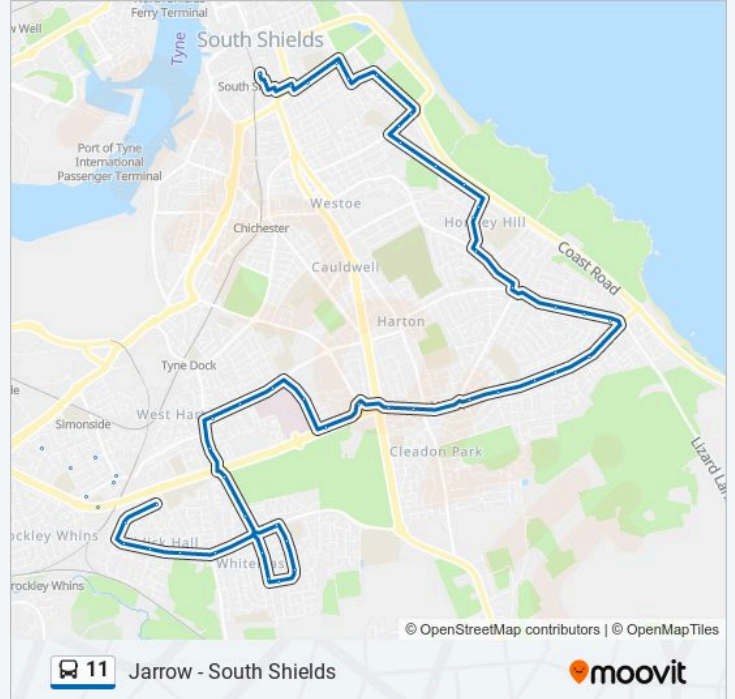 Ferry Terminal
Well
Tyne
South Shields
South S
Port of Tyne
International
Passenger Terminal
Westoe
Chichester
Cauldwell
Coast Road
Harton
Tyne Dock
West Har
Simonside
Cleadon Park
Lizard Lan
ockley Whins
ick Hall
White
rockley Whins
© OpenStreetMap contributors | © OpenMapTiles
11 Jarrow - South Shields
moovit